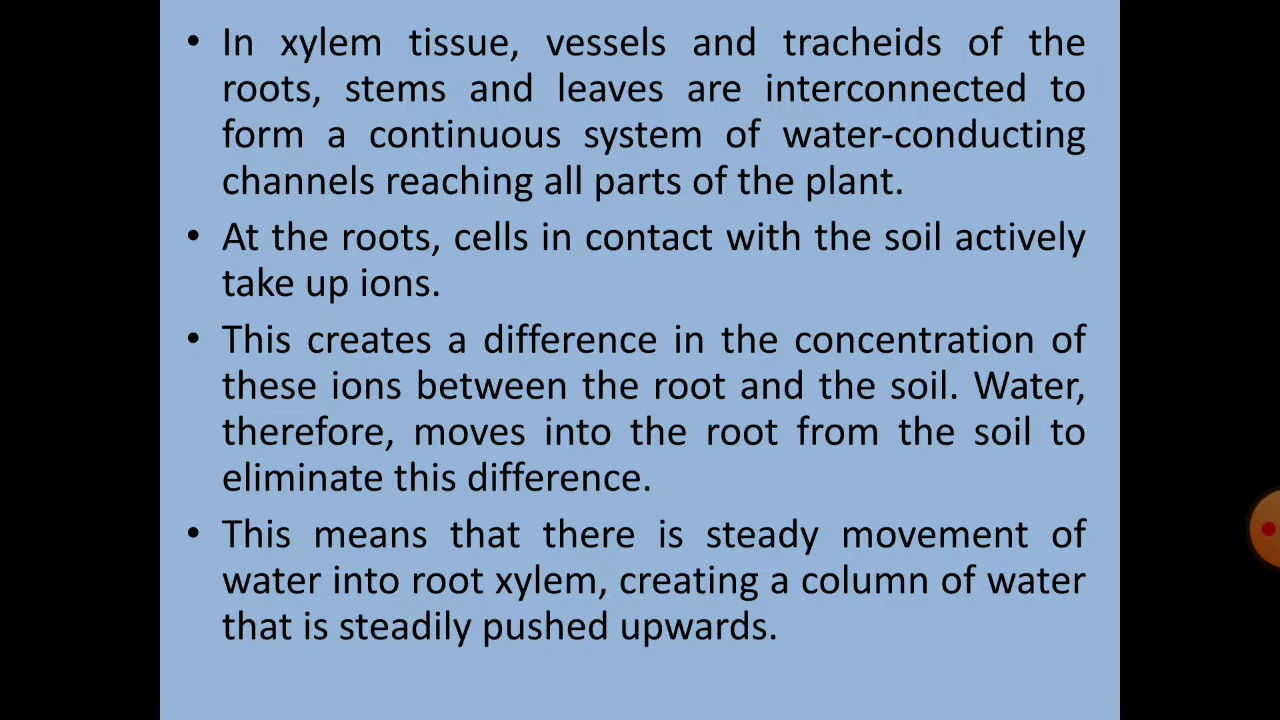 • In xylem tissue, vessels and tracheids of the
roots, stems and leaves are interconnected to
form a continuous system of water-conducting
channels reaching all parts of the plant.
• At the roots, cells in contact with the soil actively
take up ions.
• This creates a difference in the concentration of
these ions between the root and the soil. Water,
therefore, moves into the root from the soil to
eliminate this difference.
• This means that there is steady movement of
water into root xylem, creating a column of water
that is steadily pushed upwards.